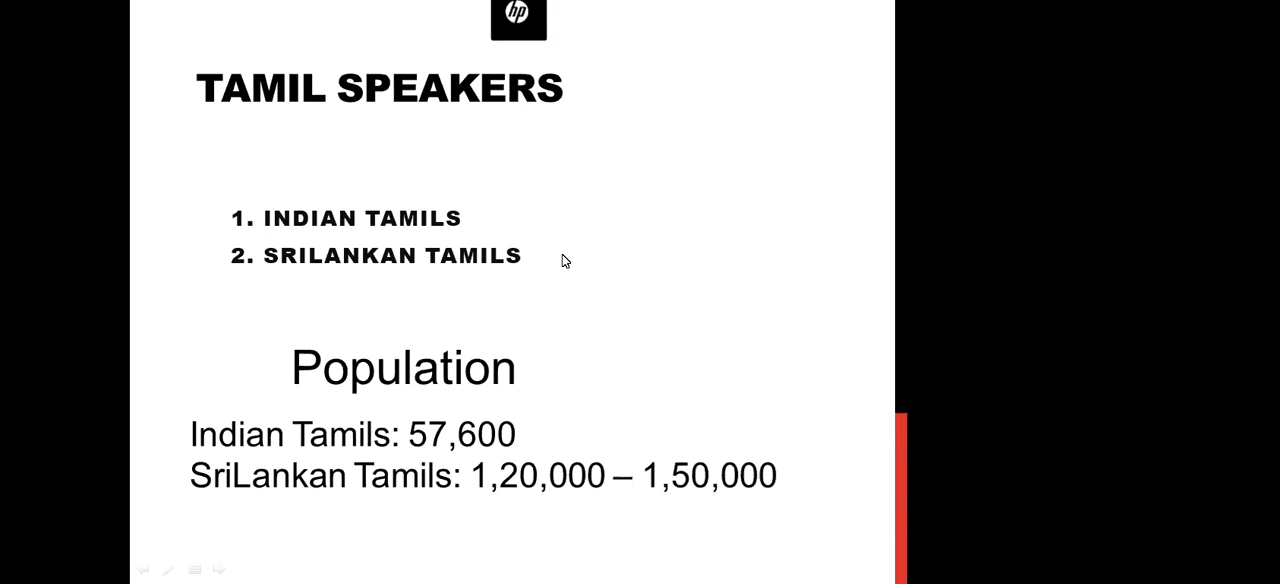 hp
TAMIL SPEAKERS
1. INDIAN TAMILS
2. SRILANKAN TAMILS
Population
Indian Tamils: 57,600
SriLankan Tamils: 1,20,000 – 1,50,000